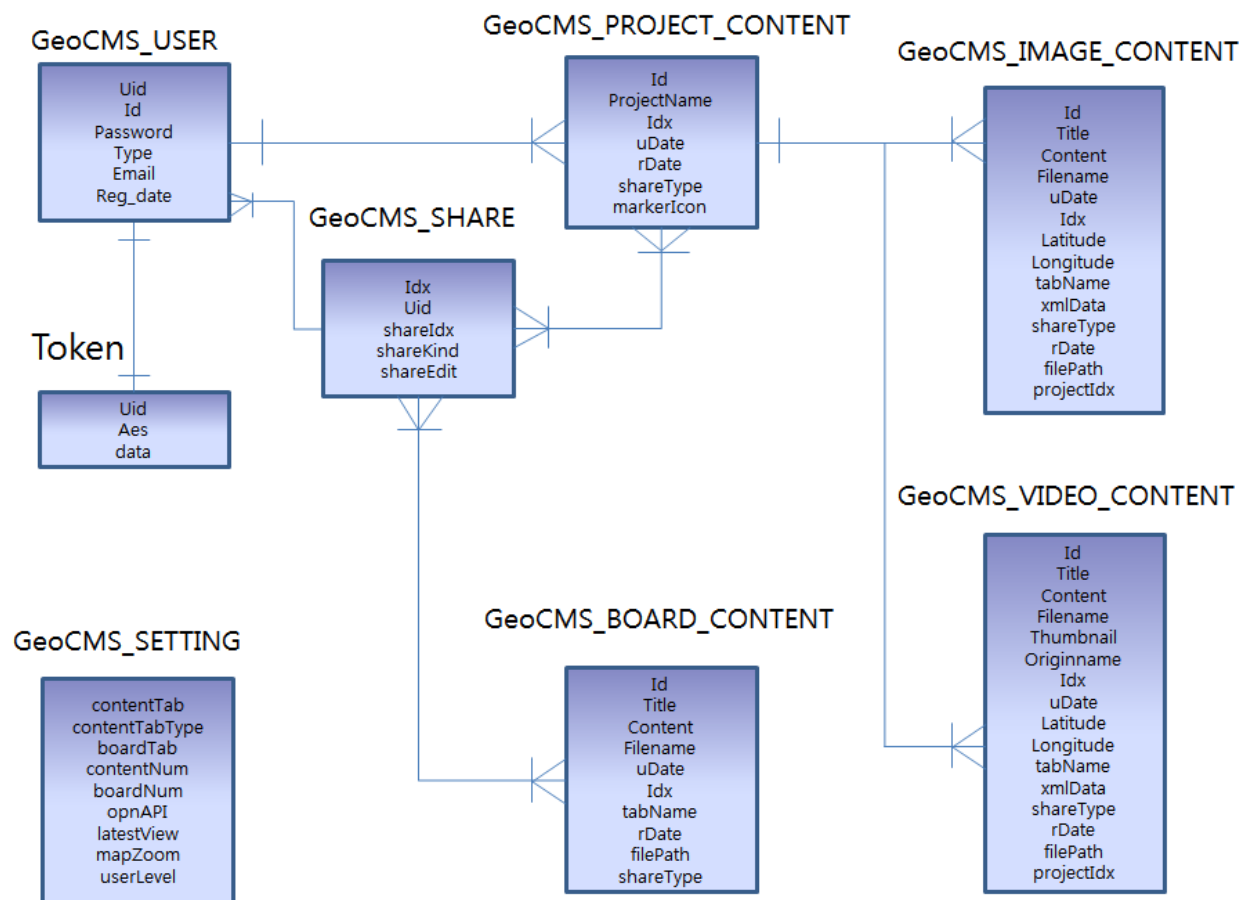 GeoCMS_USER
Uid
Id
Password
Type
Email
Reg_date
GeoCMS_PROJECT_CONTENT
Id
ProjectName
Idx
uDate
rDate
shareType
markerIcon
GeoCMS_IMAGE_CONTENT
Id
Title
Content
Filename
uDate
Idx
Latitude
Longitude
tabName
xmlData
shareType
rDate
filePath
projectIdx
GeoCMS_SHARE
Idx
Uid
shareIdx
shareKind
shareEdit
Token
Uid
Aes
data
GeoCMS_VIDEO_CONTENT
Id
Title
Content
Filename
Thumbnail
Originname
Idx
uDate
Latitude
Longitude
tabName
xmlData
shareType
rDate
filePath
projectIdx
GeoCMS_BOARD_CONTENT
Id
Title
Content
Filename
uDate
Idx
tabName
rDate
filePath
shareType
GeoCMS_SETTING
contentTab
contentTabType
boardTab
contentNum
boardNum
opnAPI
latestView
mapZoom
userLevel